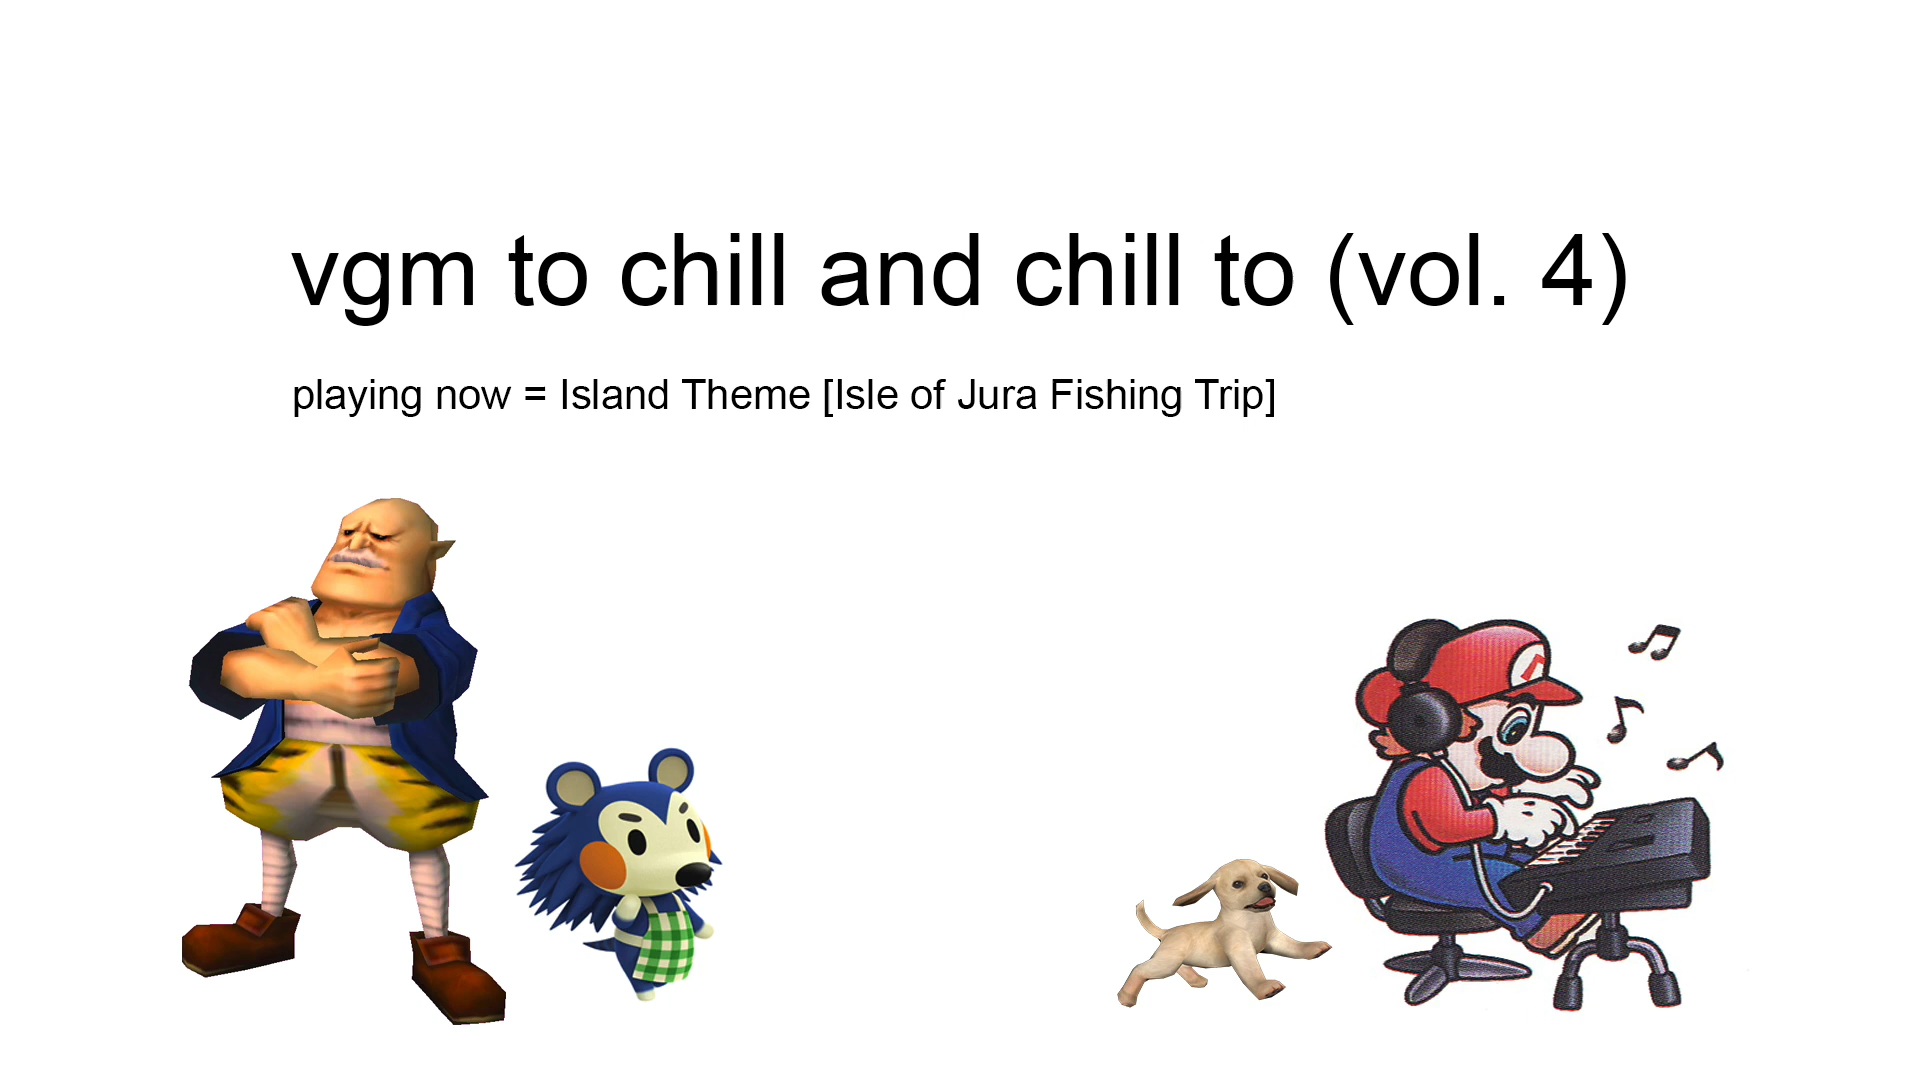 vgm to chill and chill to (vol. 4)
playing now = Island Theme [Isle of Jura Fishing Trip]